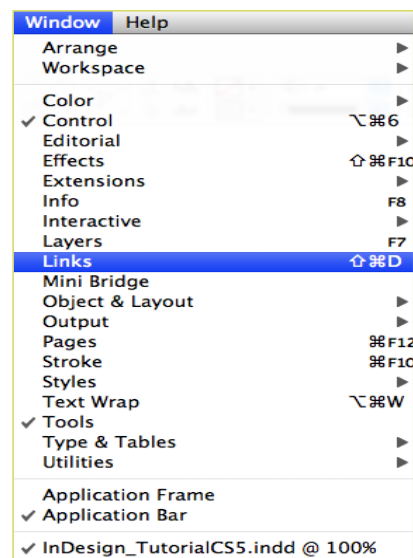 Window Help
Arrange ▶
Workspace ▶
Color ▶
✓ Control ⌥⌘6
Editorial ▶
Effects ⇧⌘F10
Extensions ▶
Info F8
Interactive ▶
Layers F7
Links ⇧⌘D
Mini Bridge
Object & Layout ▶
Output ▶
Pages ⌘F12
Stroke ⌘F10
Styles ▶
Text Wrap ⌥⌘W
✓ Tools
Type & Tables ▶
Utilities ▶
Application Frame
✓ Application Bar
✓ InDesign_TutorialCS5.indd @ 100%